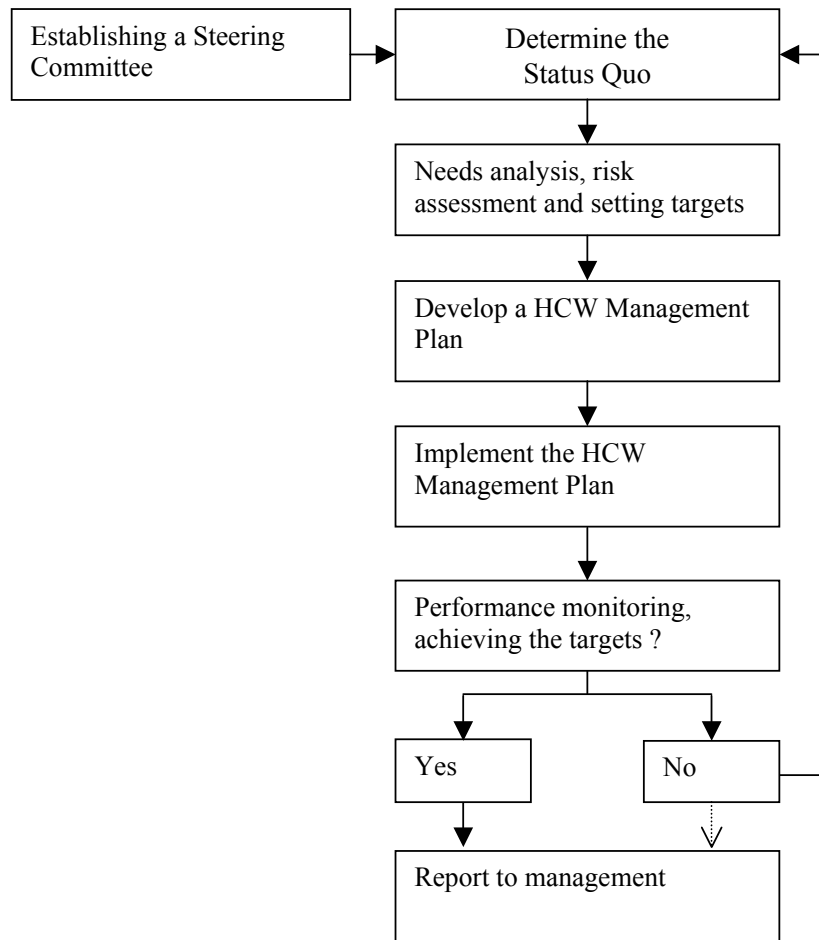 Establishing a Steering
Committee
Determine the
Status Quo
Needs analysis, risk
assessment and setting targets
Develop a HCW Management
Plan
Implement the HCW
Management Plan
Performance monitoring,
achieving the targets ?
Yes
No
Report to management